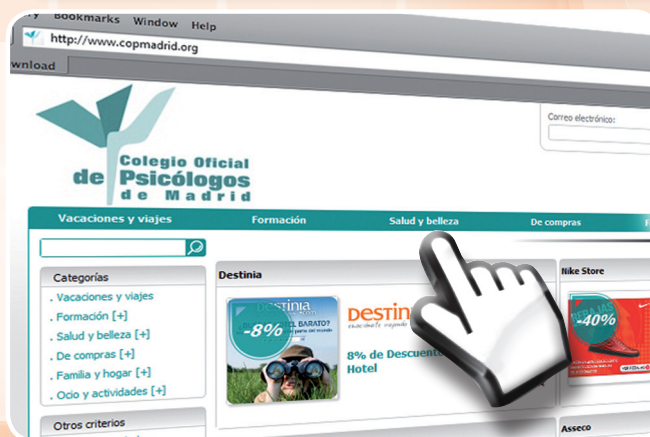 Bookmarks Window Help
http://www.copmadrid.org
wnload
Colegio Oficial
de Psicólogos
de Madrid
Correo electrónico:
Vacaciones y viajes Formación Salud y belleza De compras F
Categorías
. Vacaciones y viajes
. Formación [+]
. Salud y belleza [+]
. De compras [+]
. Familia y hogar [+]
. Ocio y actividades [+]
Otros criterios
Destinia
-8%
DESTIN
8% de Descuento
Hotel
Nike Store
REBAJAS
-40%
Asseco